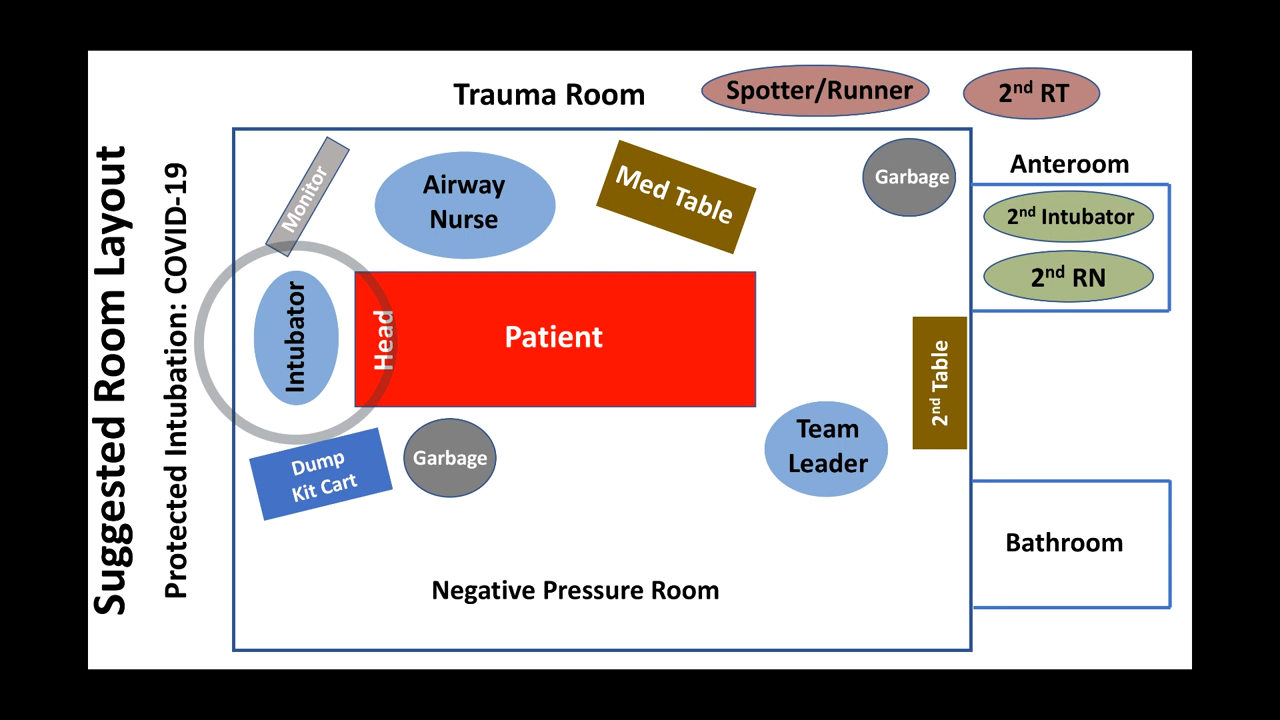 Suggested Room Layout
Protected Intubation: COVID-19
Trauma Room
Spotter/Runner
2nd RT
Monitor
Airway
Nurse
Med Table
Garbage
Anteroom
2nd Intubator
2nd RN
Intubator
Head
Patient
2nd Table
Team
Leader
Dump
Kit Cart
Garbage
Bathroom
Negative Pressure Room